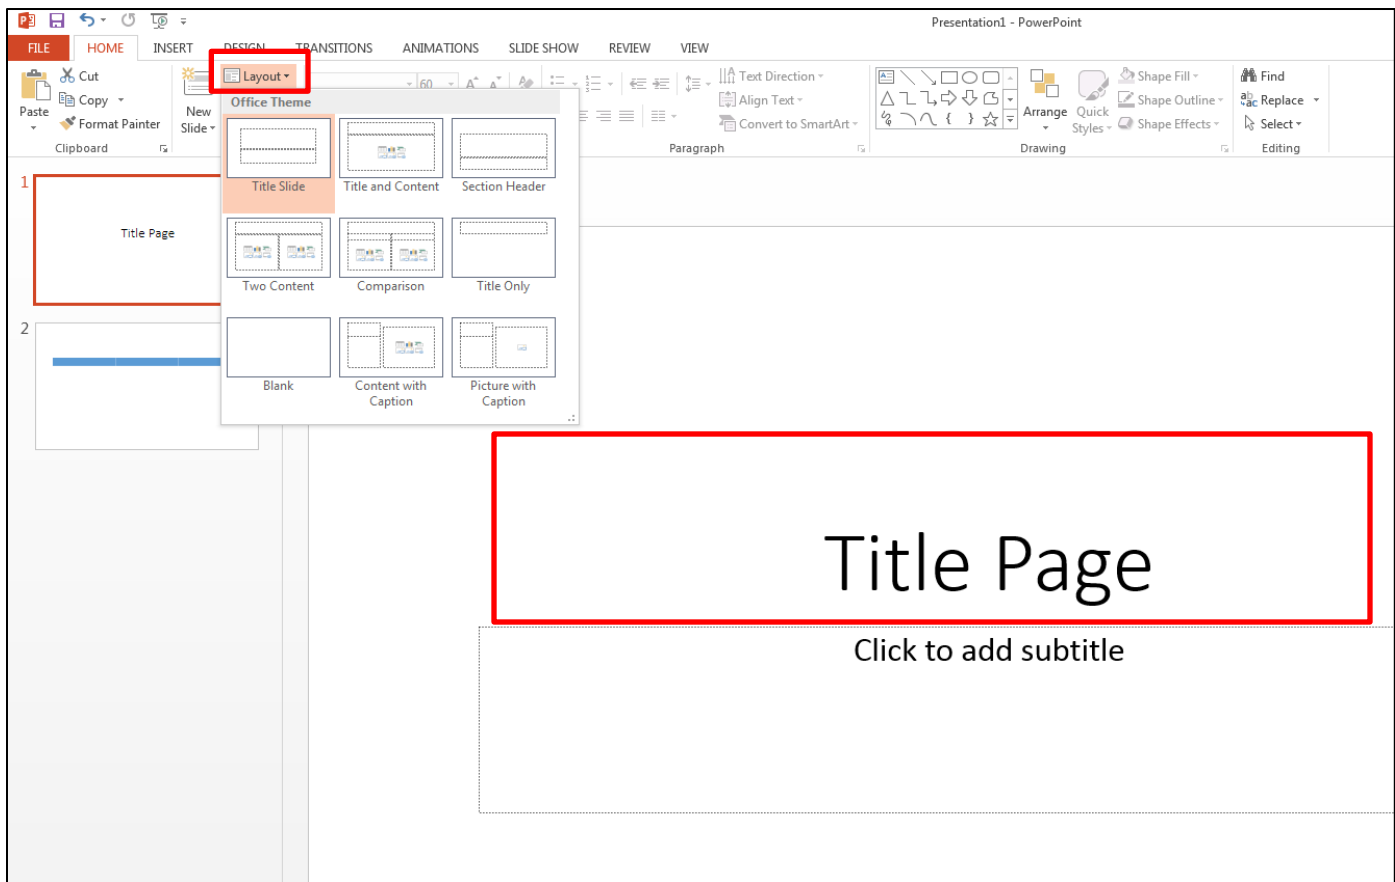 Presentation1 - PowerPoint
FILE HOME INSERT DESIGN TRANSITIONS ANIMATIONS SLIDE SHOW REVIEW VIEW
Paste
Cut
Copy
Format Painter
Clipboard
New
Slide
Layout
60
Text Direction
Align Text
Convert to SmartArt
Paragraph
Arrange
Quick
Styles
Shape Fill
Shape Outline
Shape Effects
Drawing
Find
Replace
Select
Editing
Office Theme
Title Slide
Title and Content
Section Header
Two Content
Comparison
Title Only
Blank
Content with
Caption
Picture with
Caption
1
Title Page
2
Title Page
Click to add subtitle